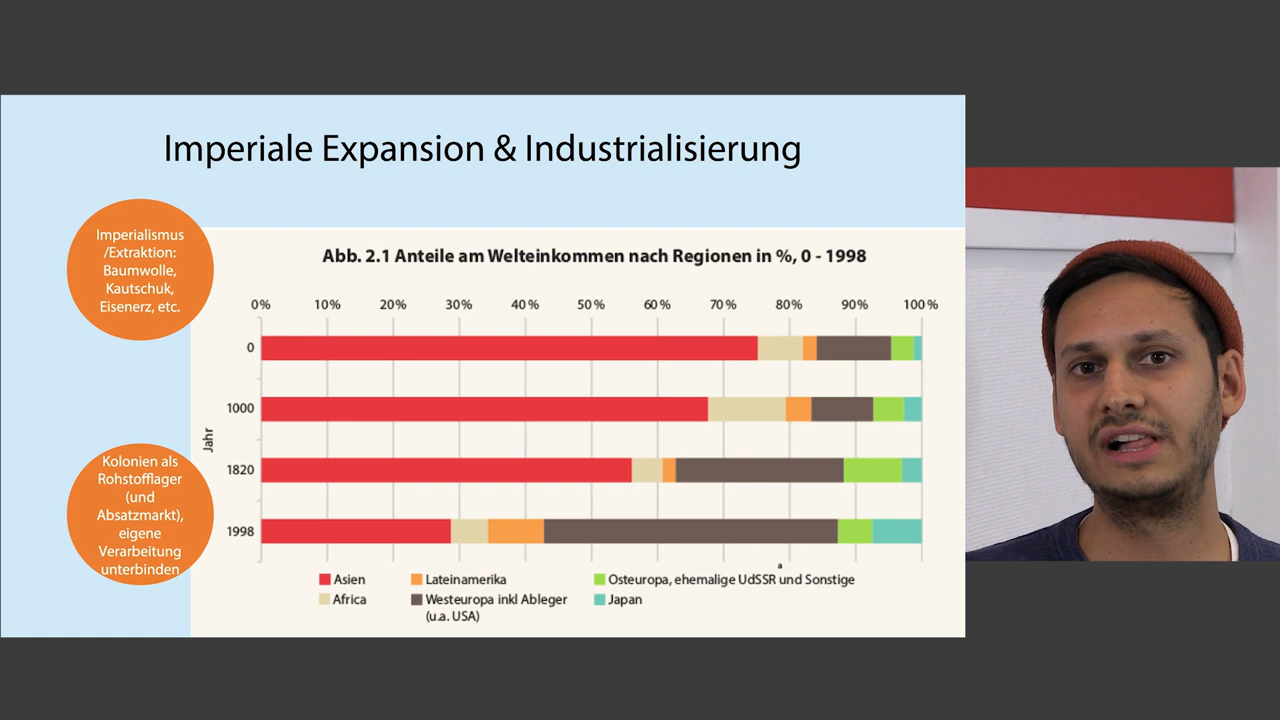 Imperiale Expansion & Industrialisierung
Imperialismus
/Extraktion:
Baumwolle,
Kautschuk,
Eisenerz, etc.
Kolonien als
Rohstofflager
(und
Absatzmarkt),
eigene
Verarbeitung
unterbinden
Abb. 2.1 Anteile am Welteinkommen nach Regionen in %, 0 - 1998
0% 10% 20% 30% 40% 50% 60% 70% 80% 90% 100%
0
1000
Jahr
1820
1998
a
Asien Lateinamerika Osteuropa, ehemalige UdSSR und Sonstige
Africa Westeuropa inkl Ableger Japan
(u.a. USA)